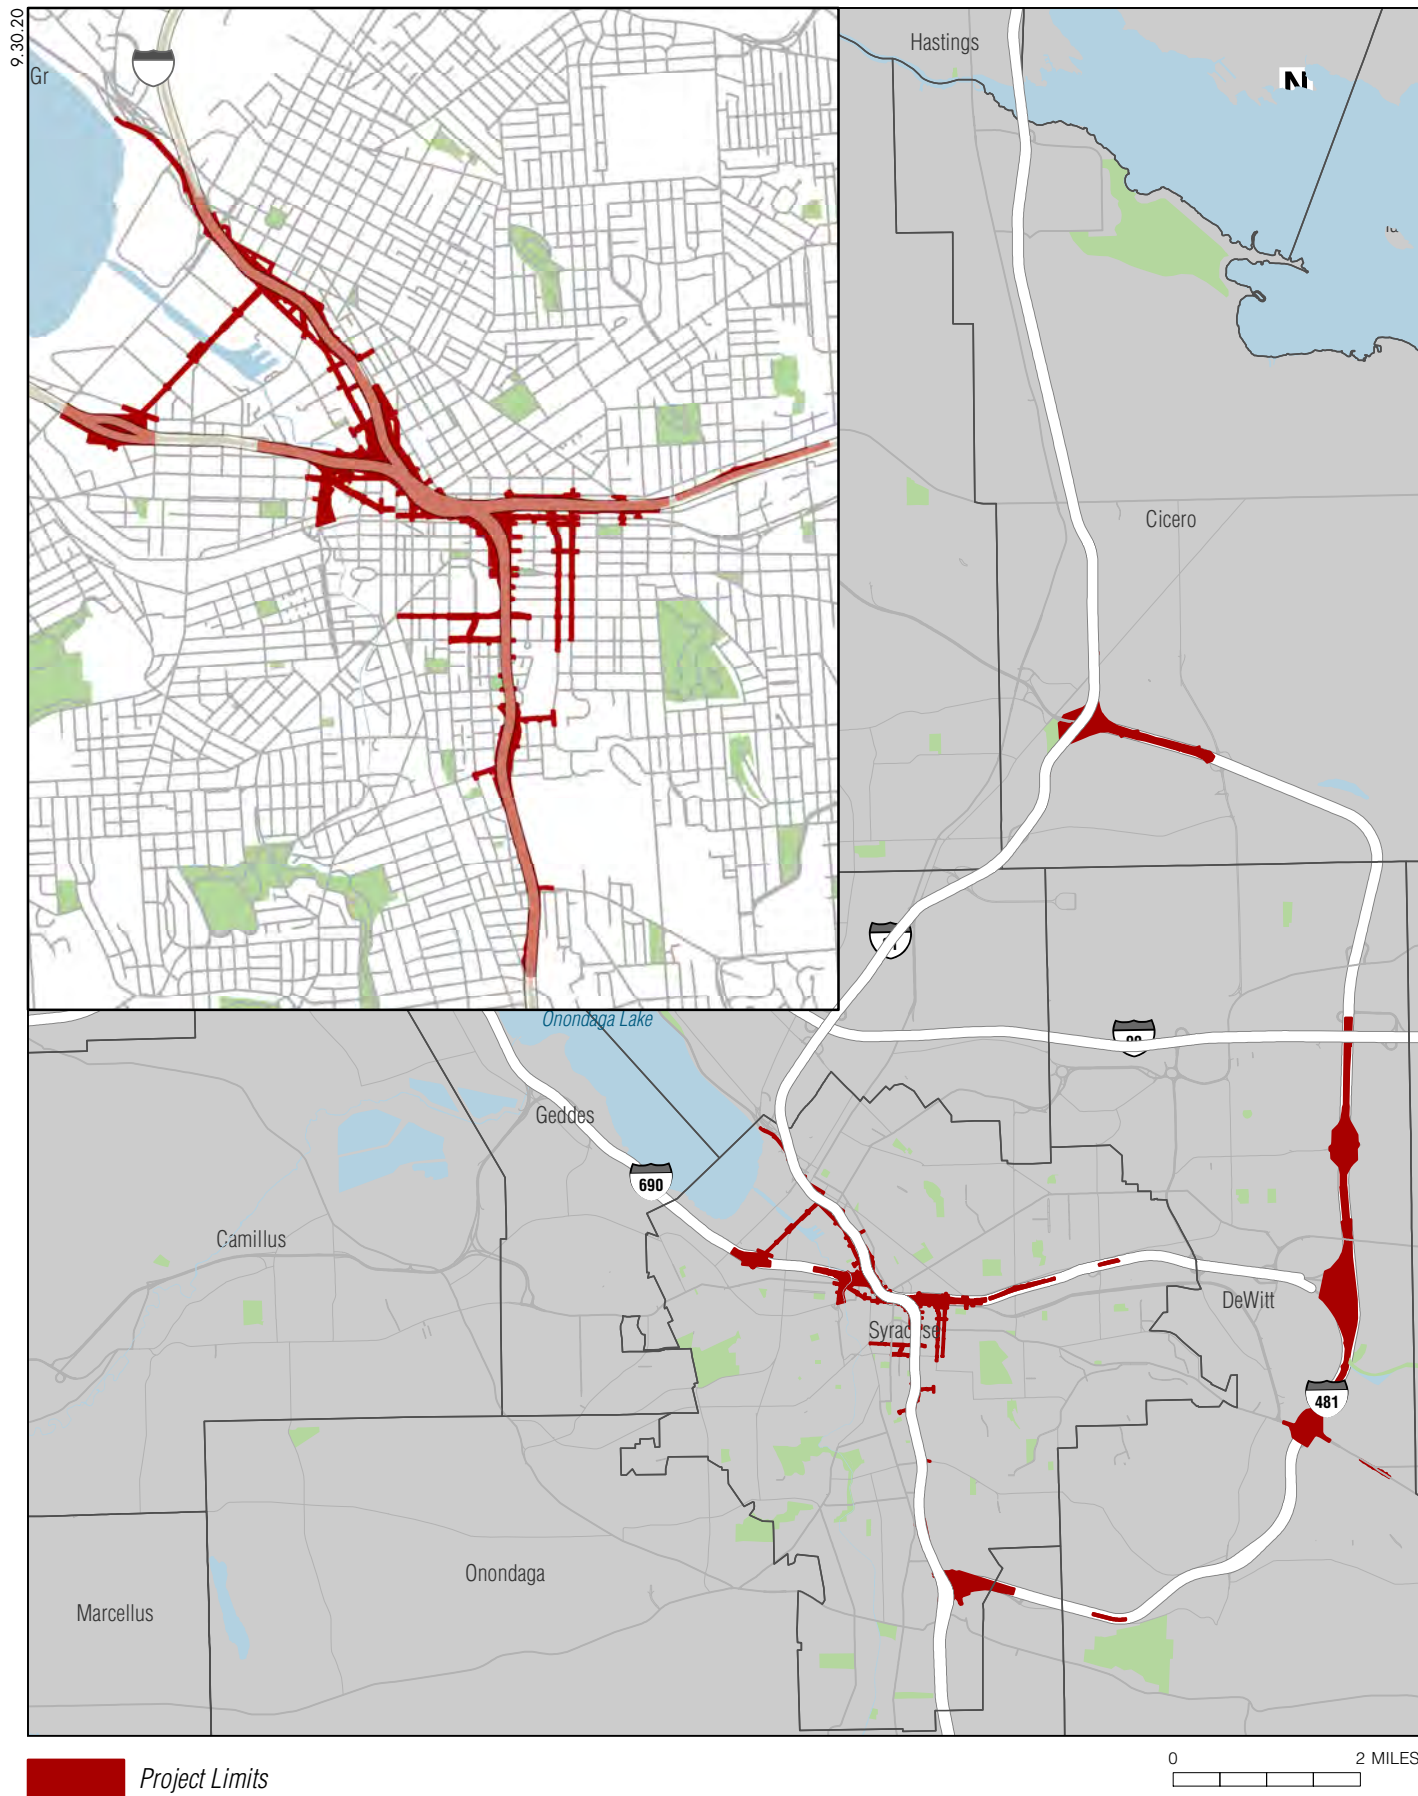 9.30.20
Gr
Hastings
N
Cicero
Onondaga Lake
Geddes
690
Camillus
DeWitt
Syracuse
481
Onondaga
Marcellus
0 2 MILES
Project Limits